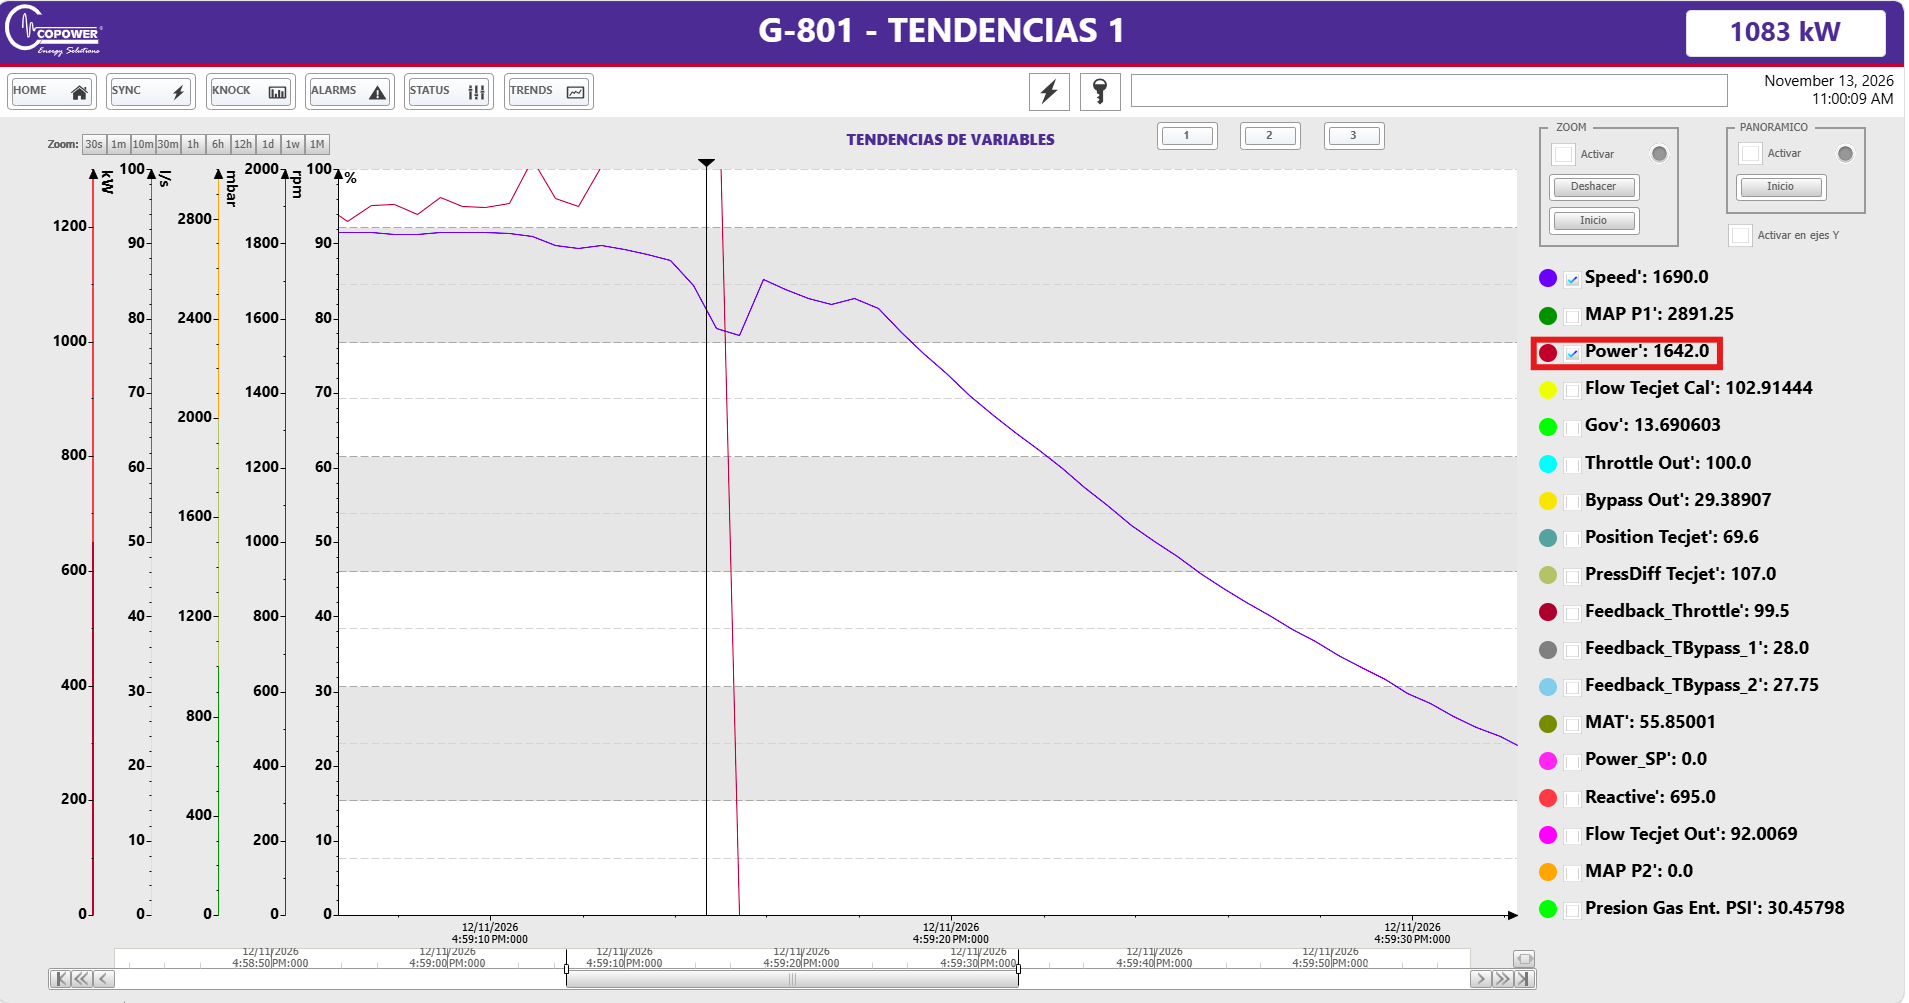 COPOWER
Energy Solutions
G-801 - TENDENCIAS 1
1083 kW
HOME
SYNC
KNOCK
ALARMS
STATUS
TRENDS
November 13, 2026
11:00:09 AM
Zoom:
30s
1m
10m
30m
1h
6h
12h
1d
1w
1M
TENDENCIAS DE VARIABLES
1
2
3
ZOOM
Activar
Deshacer
Inicio
PANORAMICO
Activar
Inicio
Activar en ejes Y
kW
1200
1000
800
600
400
200
0
l/s
100
90
80
70
60
50
40
30
20
10
0
mbar
2800
2400
2000
1600
1200
800
400
0
rpm
2000
1800
1600
1400
1200
1000
800
600
400
200
0
%
100
90
80
70
60
50
40
30
20
10
0
12/11/2026
4:59:10 PM:000
12/11/2026
4:59:20 PM:000
12/11/2026
4:59:30 PM:000
12/11/2026
4:58:50 PM:000
12/11/2026
4:59:00 PM:000
12/11/2026
4:59:10 PM:000
12/11/2026
4:59:20 PM:000
12/11/2026
4:59:30 PM:000
12/11/2026
4:59:40 PM:000
12/11/2026
4:59:50 PM:000
Speed': 1690.0
MAP P1': 2891.25
Power': 1642.0
Flow Tecjet Cal': 102.91444
Gov': 13.690603
Throttle Out': 100.0
Bypass Out': 29.38907
Position Tecjet': 69.6
PressDiff Tecjet': 107.0
Feedback_Throttle': 99.5
Feedback_TBypass_1': 28.0
Feedback_TBypass_2': 27.75
MAT': 55.85001
Power_SP': 0.0
Reactive': 695.0
Flow Tecjet Out': 92.0069
MAP P2': 0.0
Presion Gas Ent. PSI': 30.45798